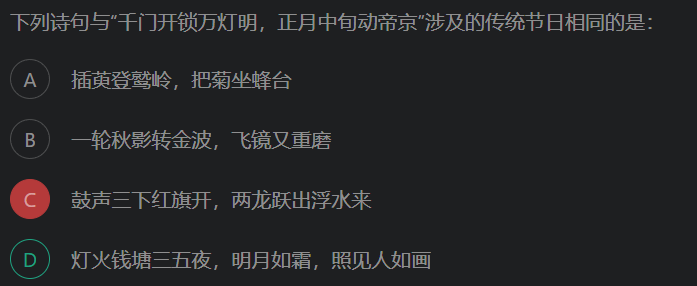 下列诗句与“千门开锁万灯明，正月中旬动帝京”涉及的传统节日相同的是：
A 插萸登鹫岭，把菊坐蜂台
B 一轮秋影转金波，飞镜又重磨
C 鼓声三下红旗开，两龙跃出浮水来
D 灯火钱塘三五夜，明月如霜，照见人如画